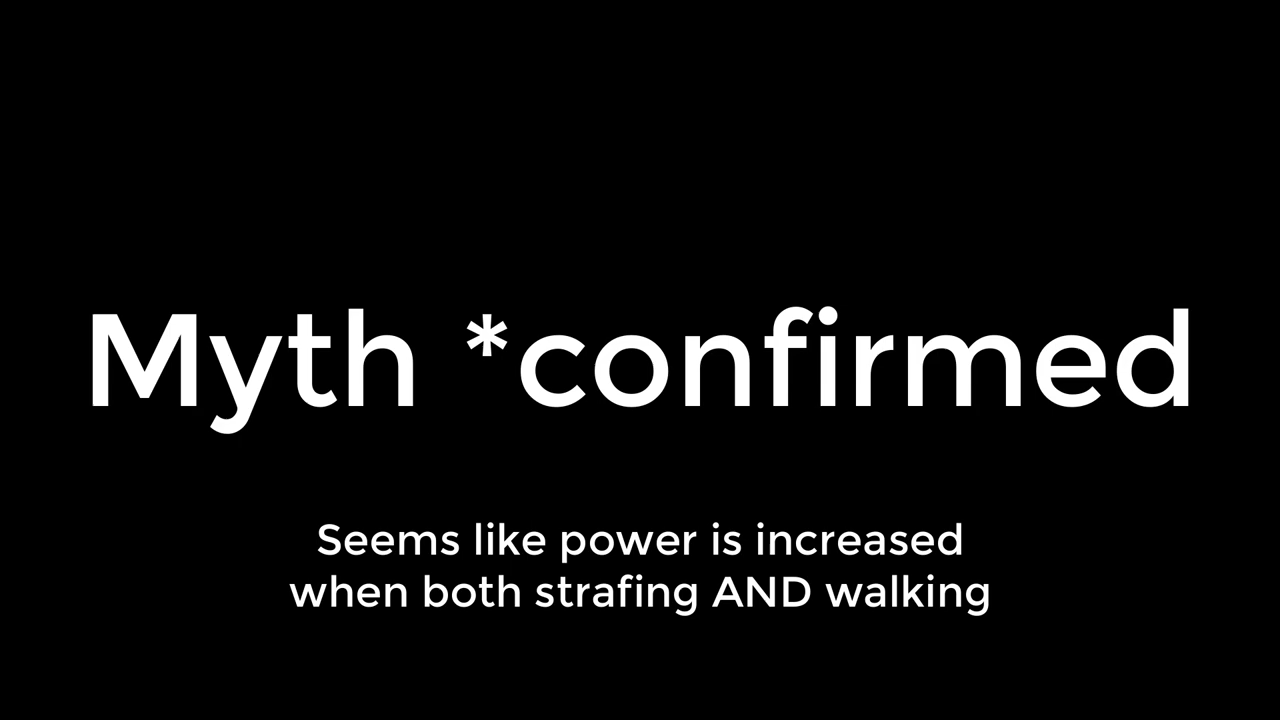 Myth *confirmed
Seems like power is increased
when both strafing AND walking